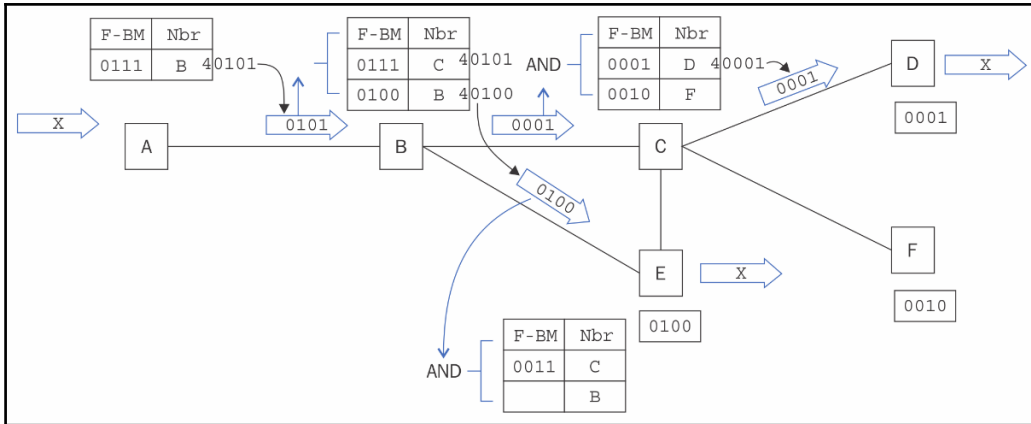 F-BM Nbr
0111 B 40101
F-BM Nbr
0111 C 40101
0100 B 40100
AND
F-BM Nbr
0001 D 40001
0010 F
X
0101
0001
0001
D
X
0001
A
B
C
0100
E
X
0100
F
0010
AND
F-BM Nbr
0011 C
B